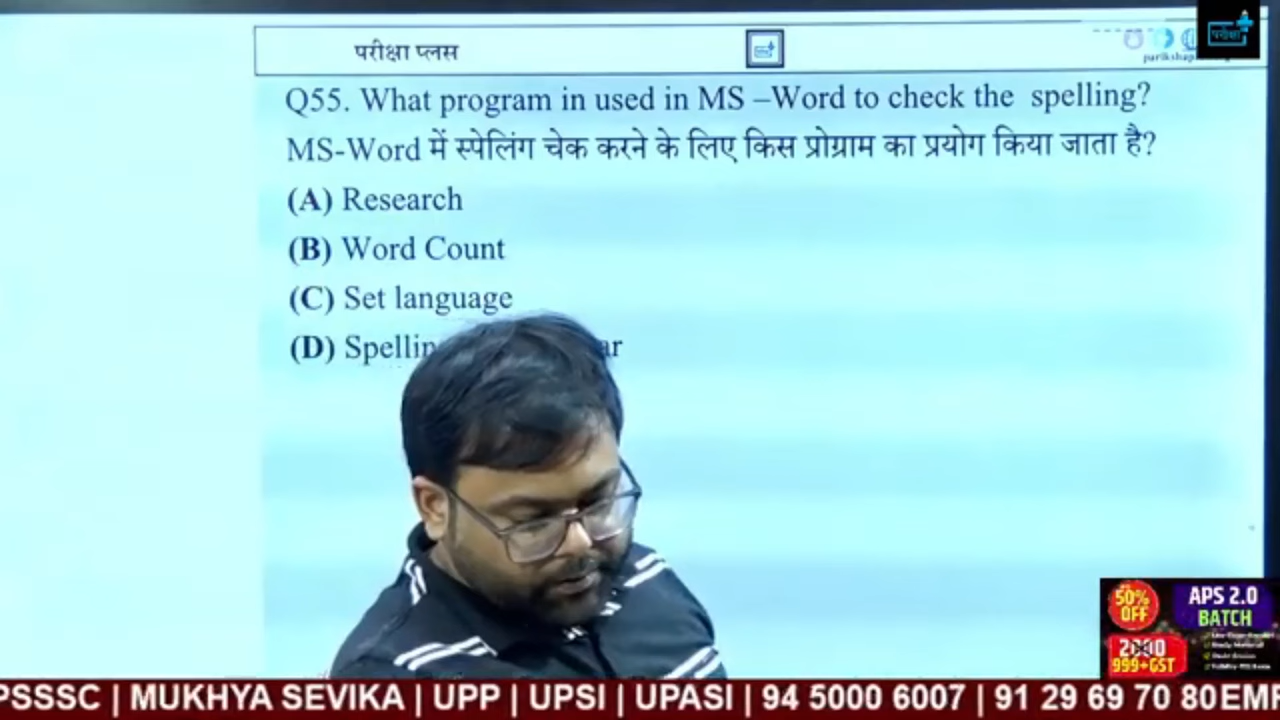 परीक्षा प्लस
परीक्षा
Q55. What program in used in MS –Word to check the spelling?
MS-Word में स्पेलिंग चेक करने के लिए किस प्रोग्राम का प्रयोग किया जाता है?
(A) Research
(B) Word Count
(C) Set language
(D)
50% OFF
APS 2.0
BATCH
999+GST
PSSSC | MUKHYA SEVIKA | UPP | UPSI | UPASI | 94 5000 6007 | 91 29 69 70 80